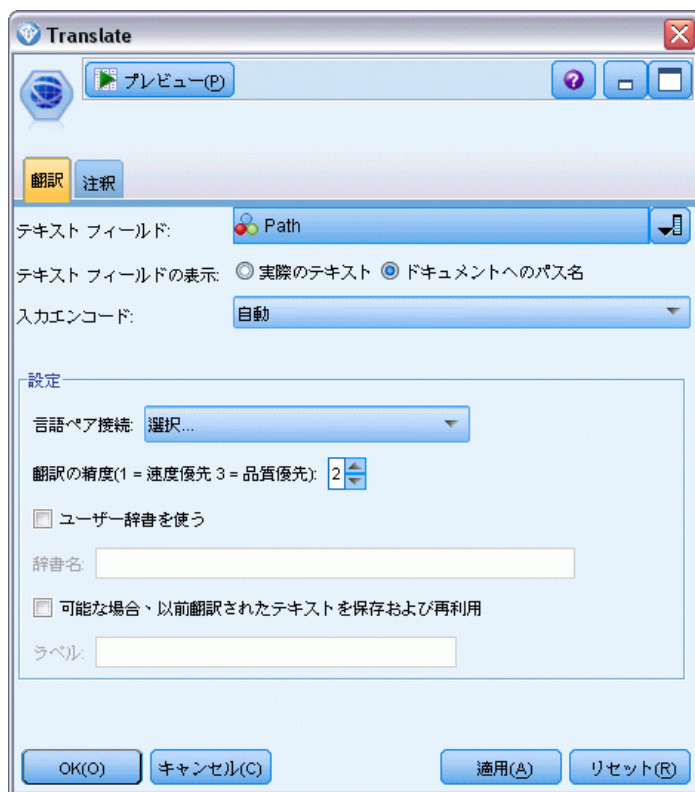 Translate
プレビュー(P)
翻訳 注釈
テキスト フィールド: Path
テキスト フィールドの表示: 実際のテキスト ドキュメントへのパス名
入力エンコード: 自動
設定
言語ペア接続: 選択...
翻訳の精度(1 = 速度優先 3 = 品質優先): 2
ユーザー辞書を使う
辞書名:
可能な場合、以前翻訳されたテキストを保存および再利用
ラベル:
OK(O) キャンセル(C) 適用(A) リセット(R)